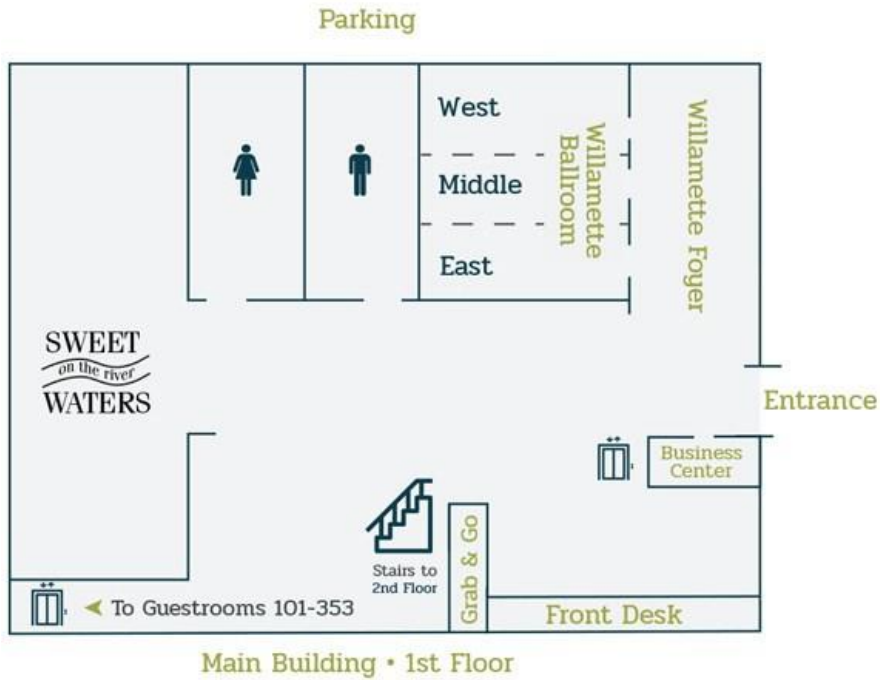 Parking
West
Middle
East
Willamette
Ballroom
Willamette Foyer
SWEET
on the river
WATERS
Entrance
Business
Center
Stairs to
2nd Floor
Grab & Go
To Guestrooms 101-353
Front Desk
Main Building • 1st Floor